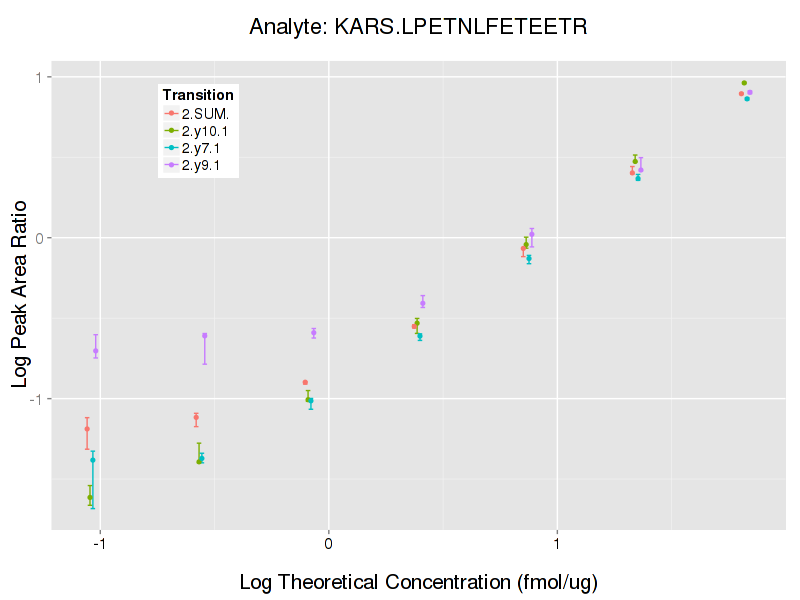 Analyte: KARS.LPETNLFETEETR
Transition
2.SUM.
2.y10.1
2.y7.1
2.y9.1
1
0
-1
Log Peak Area Ratio
-1
0
1
Log Theoretical Concentration (fmol/ug)